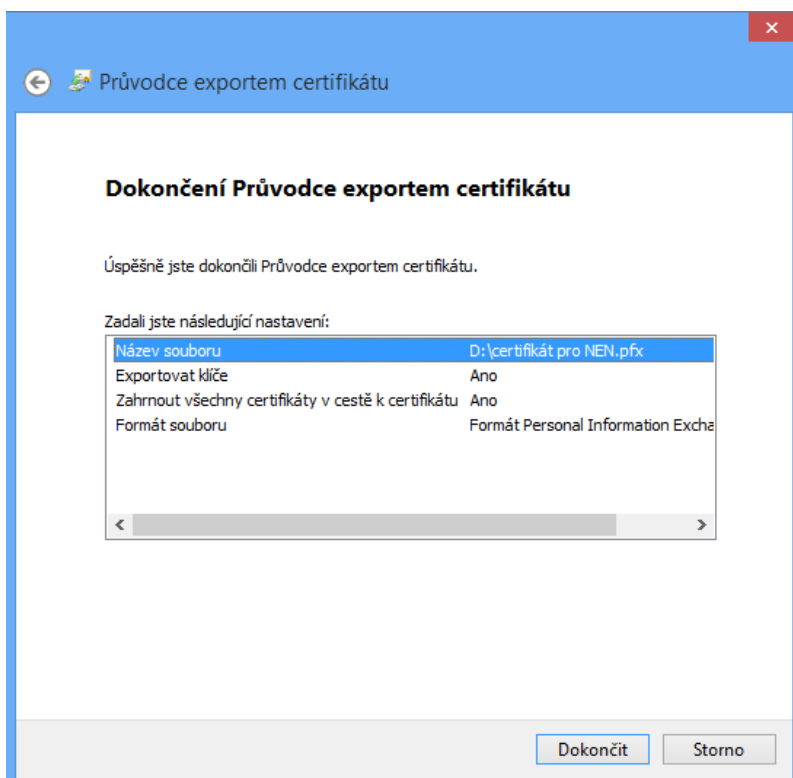 Průvodce exportem certifikátu
Dokončení Průvodce exportem certifikátu
Úspěšně jste dokončili Průvodce exportem certifikátu.
Zadali jste následující nastavení:
Název souboru D:\certifikát pro NEN.pfx
Exportovat klíče Ano
Zahrnout všechny certifikáty v cestě k certifikátu Ano
Formát souboru Formát Personal Information Excha
Dokončit Storno